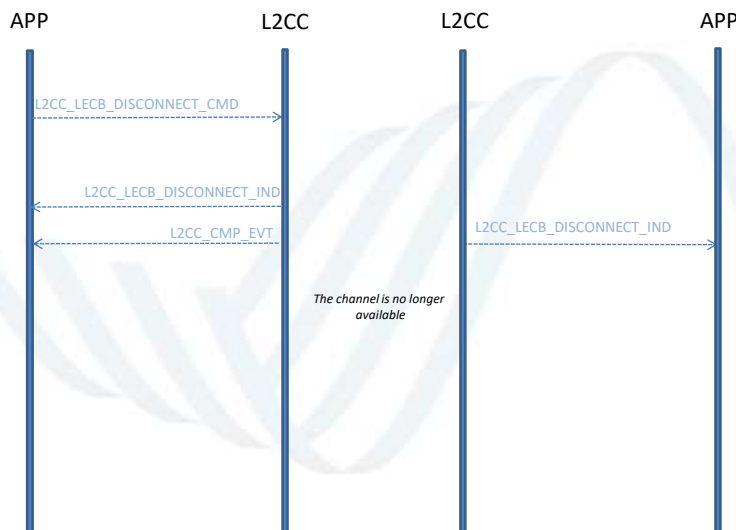 APP L2CC L2CC APP
L2CC_LECB_DISCONNECT_CMD
L2CC_LECB_DISCONNECT_IND
L2CC_CMP_EVT
L2CC_LECB_DISCONNECT_IND
The channel is no longer
available